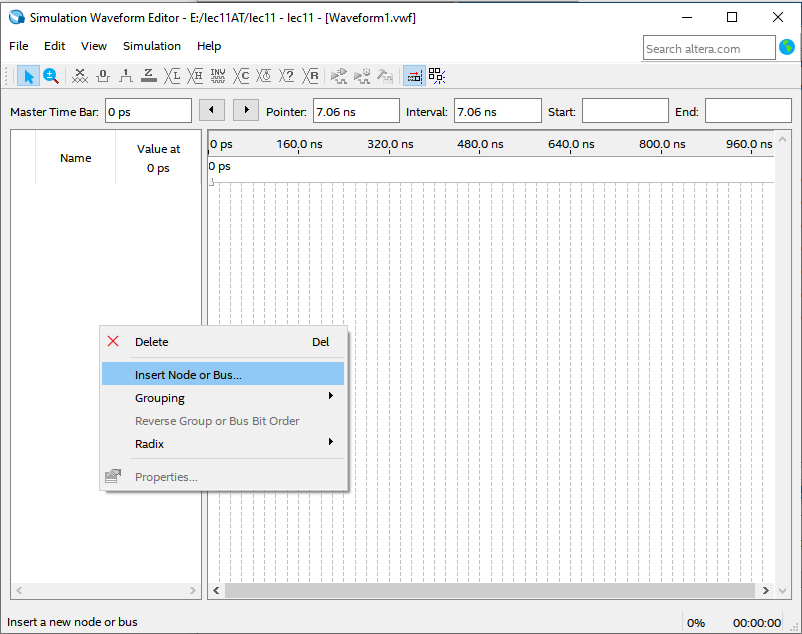 Simulation Waveform Editor - E:/lec11AT/lec11 - lec11 - [Waveform1.vwf]
File Edit View Simulation Help
Search altera.com
Master Time Bar: 0 ps Pointer: 7.06 ns Interval: 7.06 ns Start: End:
Name
Value at
0 ps
0 ps 160.0 ns 320.0 ns 480.0 ns 640.0 ns 800.0 ns 960.0 ns
0 ps
Delete Del
Insert Node or Bus...
Grouping
Reverse Group or Bus Bit Order
Radix
Properties...
Insert a new node or bus
0% 00:00:00